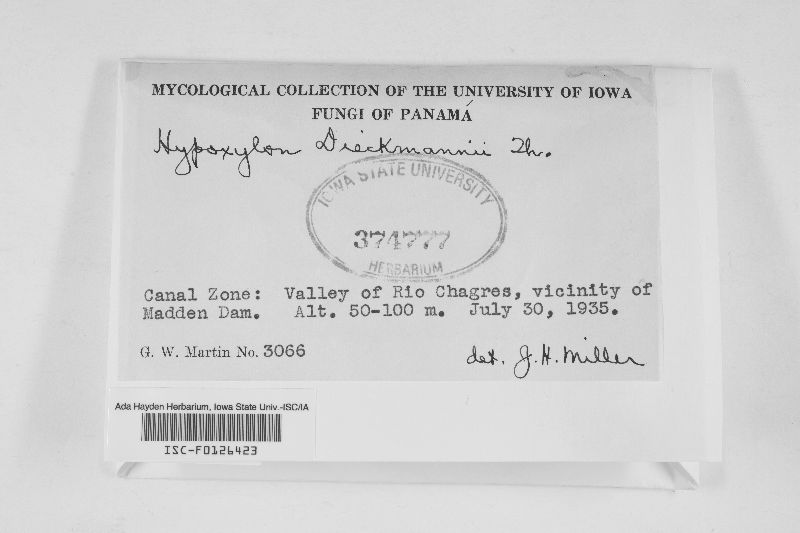 MYCOLOGICAL COLLECTION OF THE UNIVERSITY OF IOWA
FUNGI OF PANAMÁ
Hypoxylon Dieckmannii Th.
IOWA STATE UNIVERSITY
374777
HERBARIUM
Canal Zone: Valley of Rio Chagres, vicinity of
Madden Dam. Alt. 50-100 m. July 30, 1935.
G. W. Martin No. 3066
det. J. H. Miller
Ada Hayden Herbarium, Iowa State Univ.-ISC/IA
ISC-F0126423